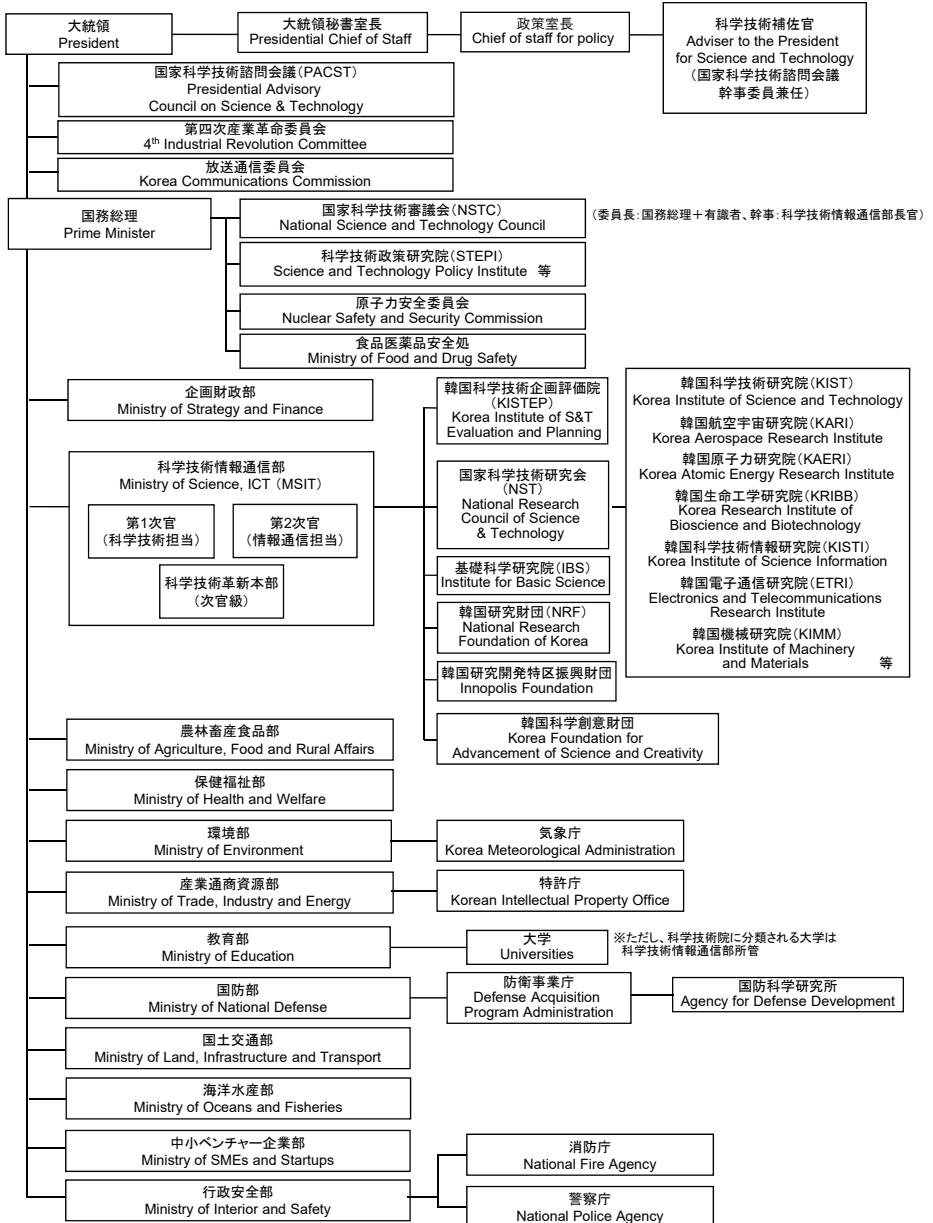 大統領
President
大統領秘書室長
Presidential Chief of Staff
政策室長
Chief of staff for policy
科学技術補佐官
Adviser to the President
for Science and Technology
(国家科学技術諮問会議
幹事委員兼任)
国家科学技術諮問会議(PACST)
Presidential Advisory
Council on Science & Technology
第四次産業革命委員会
4th Industrial Revolution Committee
放送通信委員会
Korea Communications Commission
国務総理
Prime Minister
国家科学技術審議会(NSTC)
National Science and Technology Council
(委員長:国務総理+有識者、幹事:科学技術情報通信部長官)
科学技術政策研究院(STEPI)
Science and Technology Policy Institute 等
原子力安全委員会
Nuclear Safety and Security Commission
食品医薬品安全処
Ministry of Food and Drug Safety
企画財政部
Ministry of Strategy and Finance
科学技術情報通信部
Ministry of Science, ICT (MSIT)
第1次官
(科学技術担当)
第2次官
(情報通信担当)
科学技術革新本部
(次官級)
韓国科学技術企画評価院
(KISTEP)
Korea Institute of S&T
Evaluation and Planning
国家科学技術研究会
(NST)
National Research
Council of Science
& Technology
基礎科学研究院(IBS)
Institute for Basic Science
韓国研究財団(NRF)
National Research
Foundation of Korea
韓国研究開発特区振興財団
Innopolis Foundation
韓国科学創意財団
Korea Foundation for
Advancement of Science and Creativity
韓国科学技術研究院(KIST)
Korea Institute of Science and Technology
韓国航空宇宙研究院(KARI)
Korea Aerospace Research Institute
韓国原子力研究院(KAERI)
Korea Atomic Energy Research Institute
韓国生命工学研究院(KRIBB)
Korea Research Institute of
Bioscience and Biotechnology
韓国科学技術情報研究院(KISTI)
Korea Institute of Science Information
韓国電子通信研究院(ETRI)
Electronics and Telecommunications
Research Institute
韓国機械研究院(KIMM)
Korea Institute of Machinery
and Materials 等
農林畜産食品部
Ministry of Agriculture, Food and Rural Affairs
保健福祉部
Ministry of Health and Welfare
環境部
Ministry of Environment
気象庁
Korea Meteorological Administration
産業通商資源部
Ministry of Trade, Industry and Energy
特許庁
Korean Intellectual Property Office
教育部
Ministry of Education
大学
Universities
※ただし、科学技術院に分類される大学は
科学技術情報通信部所管
国防部
Ministry of National Defense
防衛事業庁
Defense Acquisition
Program Administration
国防科学研究所
Agency for Defense Development
国土交通部
Ministry of Land, Infrastructure and Transport
海洋水産部
Ministry of Oceans and Fisheries
中小ベンチャー企業部
Ministry of SMEs and Startups
行政安全部
Ministry of Interior and Safety
消防庁
National Fire Agency
警察庁
National Police Agency